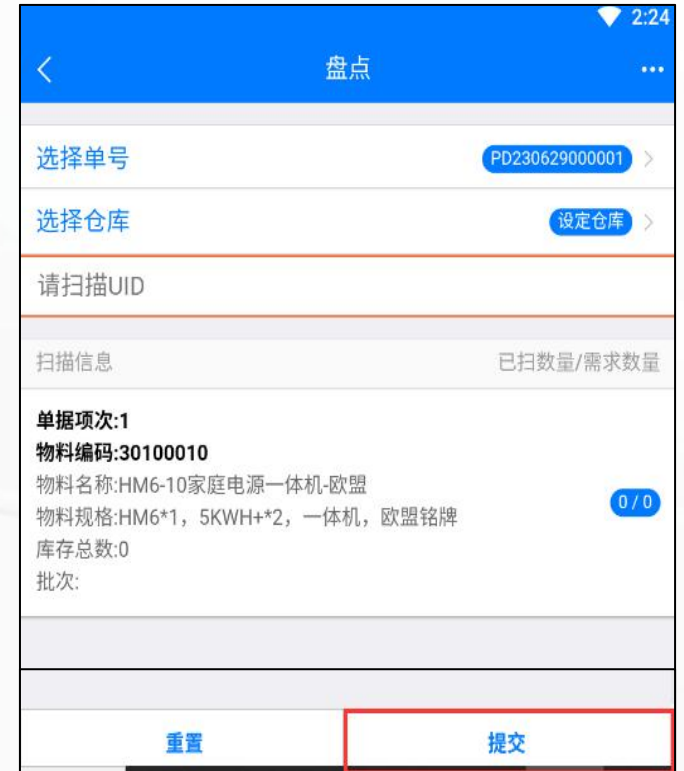 2:24
盘点
选择单号 PD230629000001
选择仓库 设定仓库
请扫描UID
扫描信息 已扫数量/需求数量
单据项次:1
物料编码:30100010
物料名称:HM6-10家庭电源一体机-欧盟
0/0
物料规格:HM6*1，5KWH+*2，一体机，欧盟铭牌
库存总数:0
批次:
重置 提交